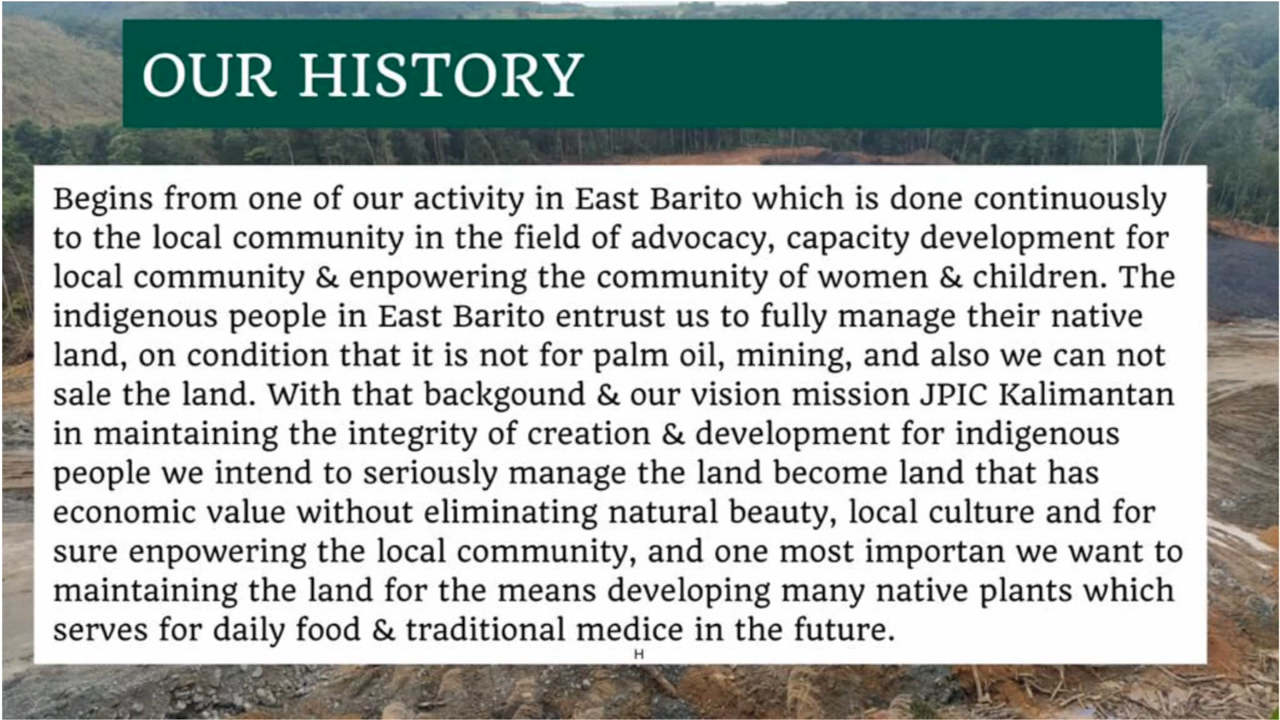 OUR HISTORY
Begins from one of our activity in East Barito which is done continuously
to the local community in the field of advocacy, capacity development for
local community & enpowering the community of women & children. The
indigenous people in East Barito entrust us to fully manage their native
land, on condition that it is not for palm oil, mining, and also we can not
sale the land. With that backgound & our vision mission JPIC Kalimantan
in maintaining the integrity of creation & development for indigenous
people we intend to seriously manage the land become land that has
economic value without eliminating natural beauty, local culture and for
sure enpowering the local community, and one most importan we want to
maintaining the land for the means developing many native plants which
serves for daily food & traditional medice in the future.
H